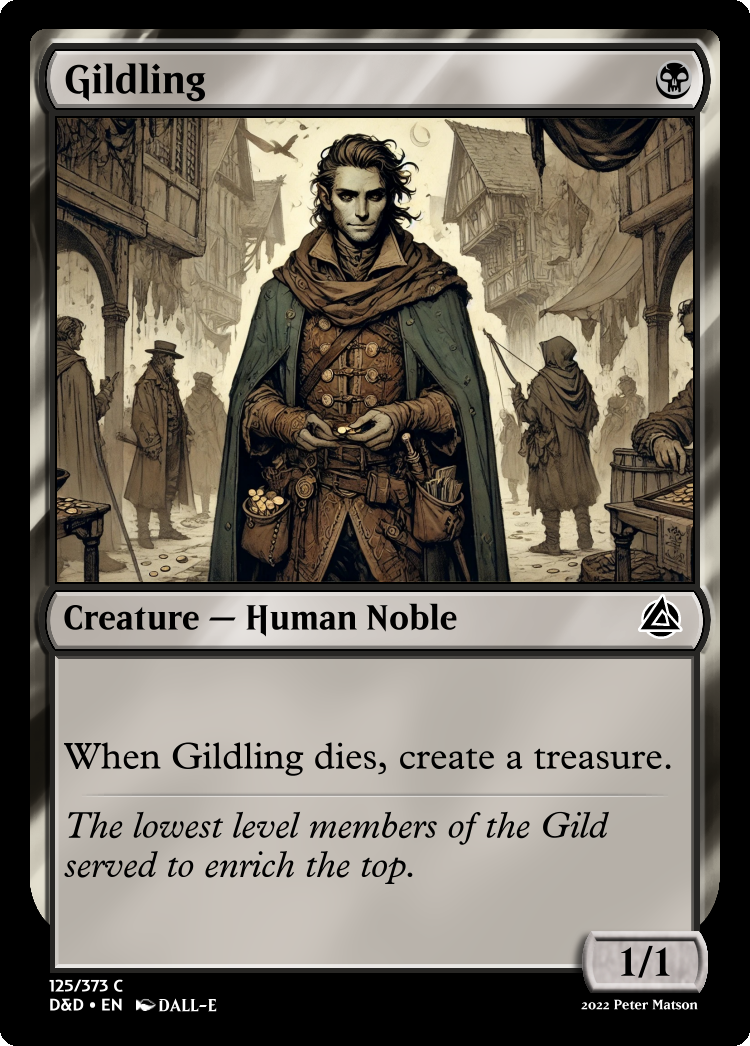 Gildling
Creature — Human Noble
When Gildling dies, create a treasure.
The lowest level members of the Gild
served to enrich the top.
1/1
125/373 C
D&D • EN DALL-E
2022 Peter Matson